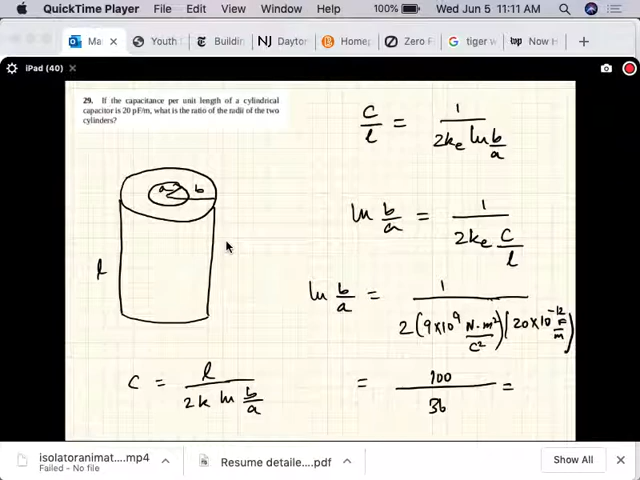 QuickTime Player File Edit View Window Help 100% Wed Jun 5 11:11 AM
Ma Youth Buildin Dayton Homep Zero F tiger w Now H
iPad (40)
29. If the capacitance per unit length of a cylindrical
capacitor is 20 pF/m, what is the ratio of the radii of the two
cylinders?
C/l = 1/(2ke ln b/a)
a b
l
ln b/a = 1/(2ke C/l)
ln b/a = 1/(2(9×10^9 N·m²/C²)(20×10^-12 F/m))
C = l/(2k ln b/a)
= 100/36 =
isolatoranimat....mp4
Failed - No file
Resume detaile....pdf
Show All